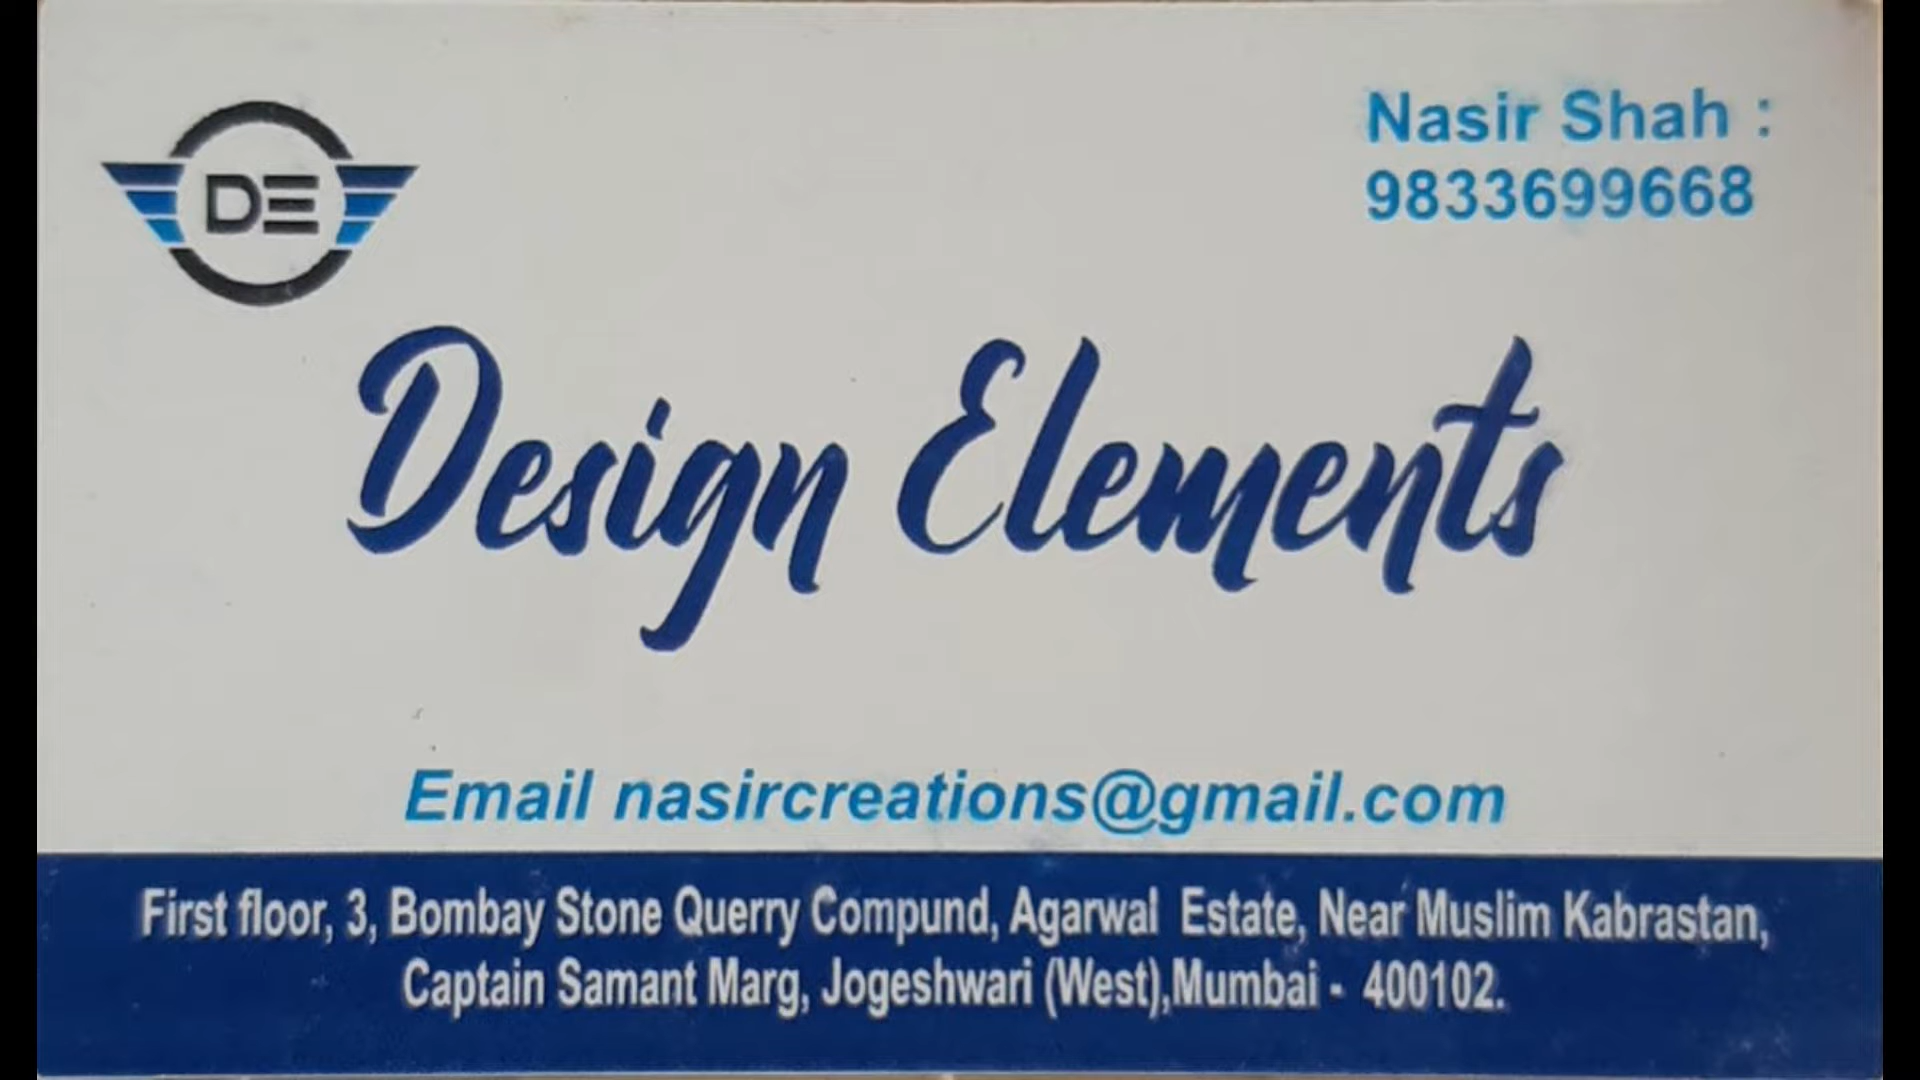 DE
Nasir Shah :
9833699668
Design Elements
Email nasircreations@gmail.com
First floor, 3, Bombay Stone Querry Compund, Agarwal Estate, Near Muslim Kabrastan,
Captain Samant Marg, Jogeshwari (West),Mumbai - 400102.